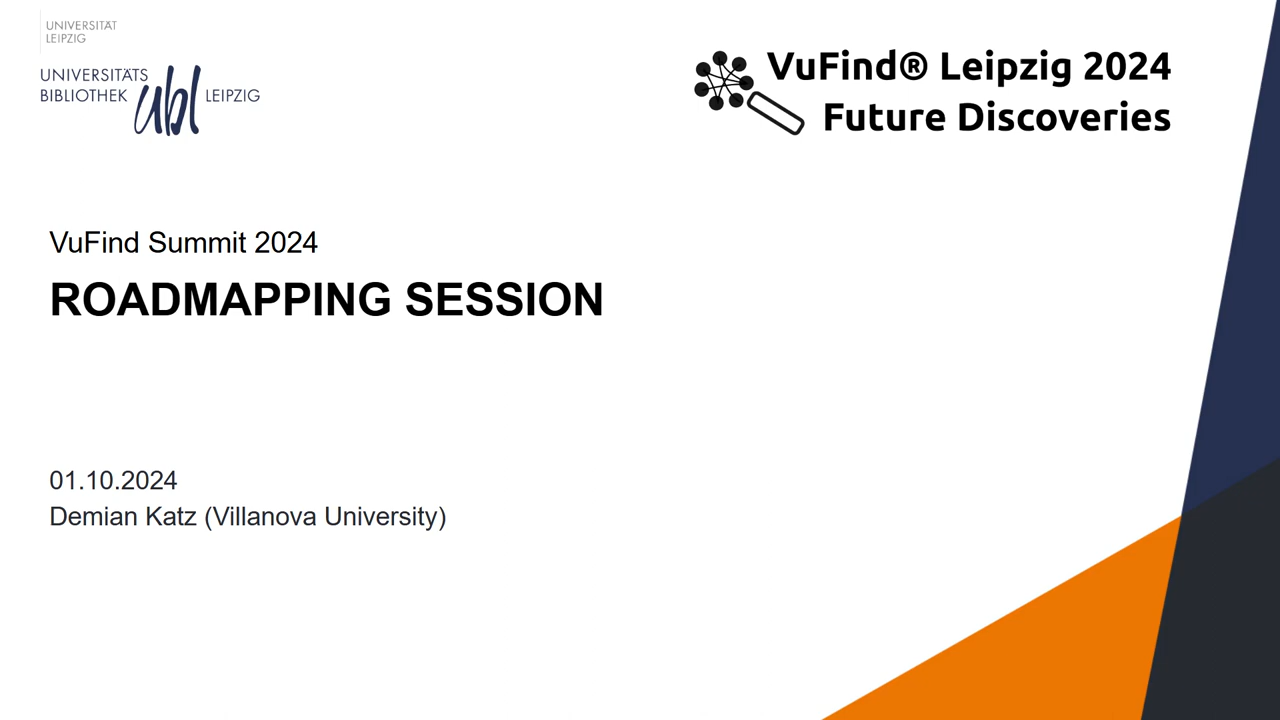 UNIVERSITÄT
LEIPZIG
UNIVERSITÄTS
BIBLIOTHEK ubl LEIPZIG
VuFind® Leipzig 2024
Future Discoveries
VuFind Summit 2024
ROADMAPPING SESSION
01.10.2024
Demian Katz (Villanova University)